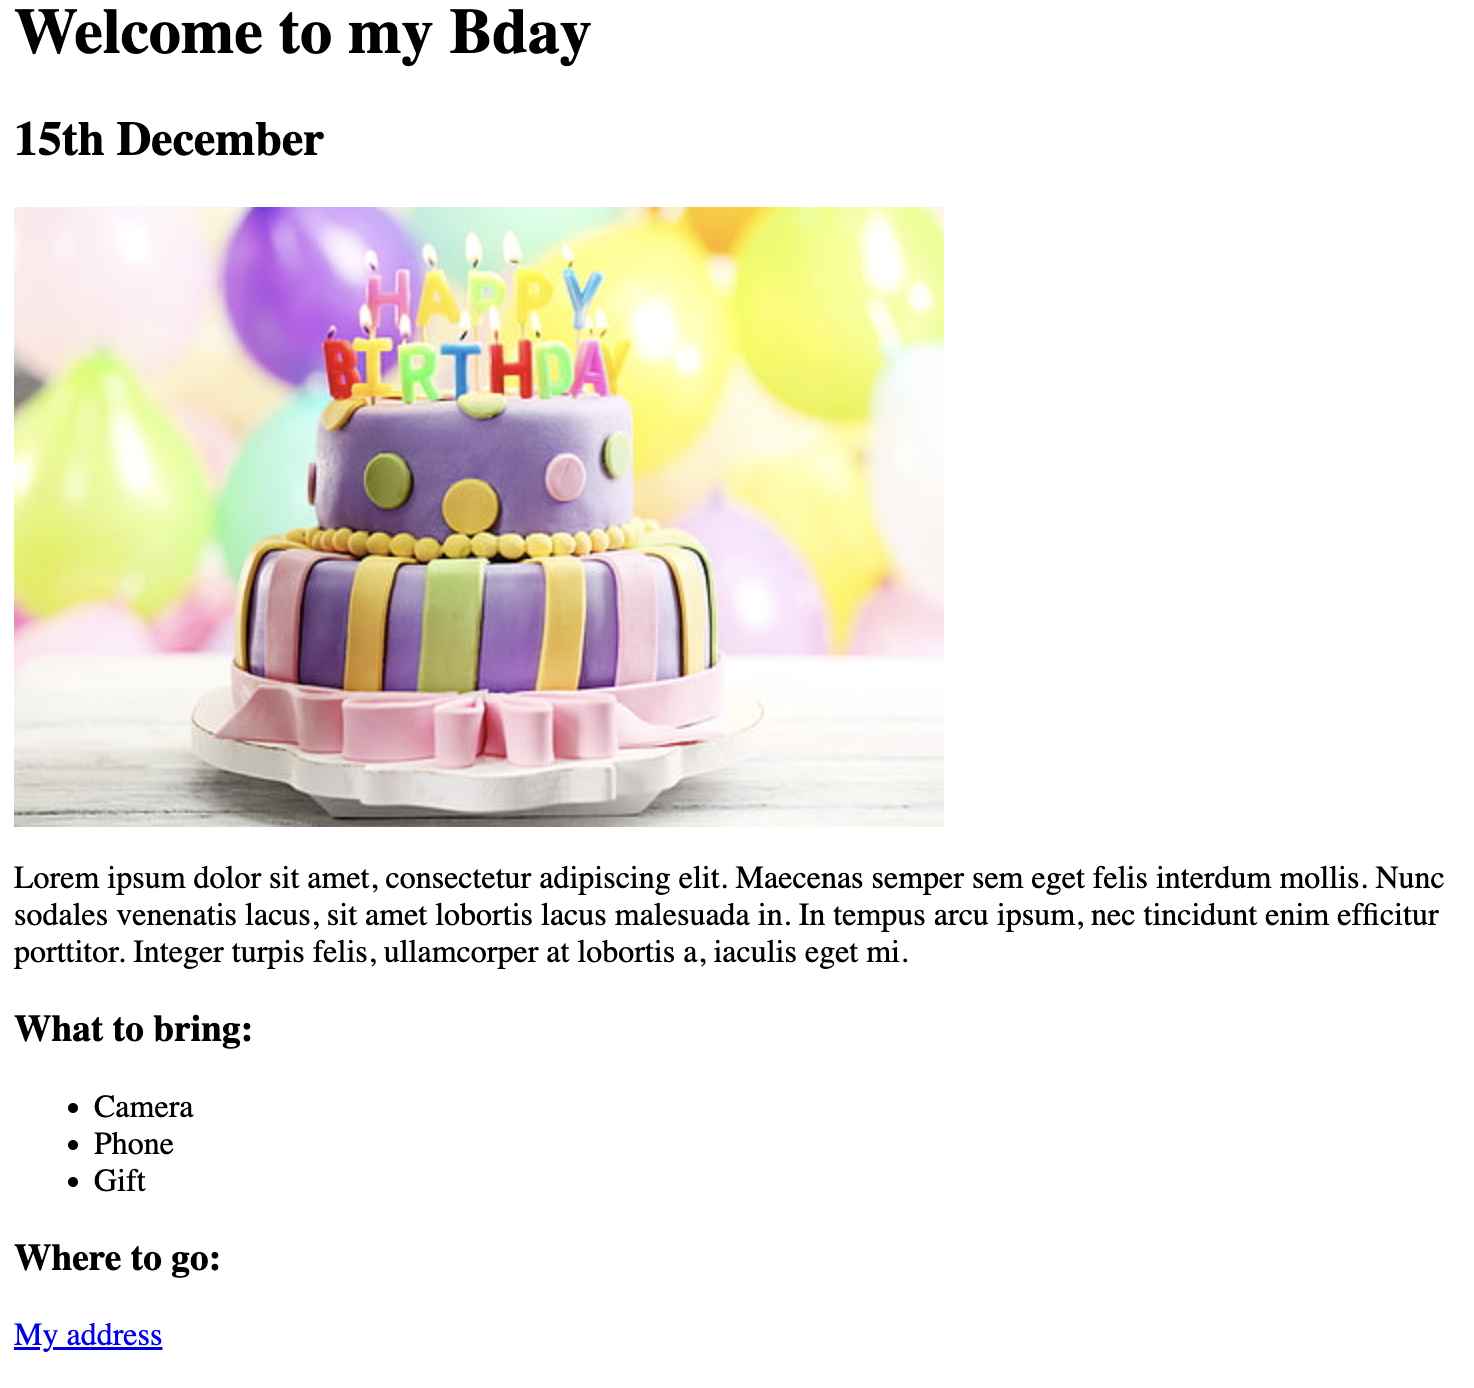 Welcome to my Bday
15th December
HAPPY
BIRTHDAY
Lorem ipsum dolor sit amet, consectetur adipiscing elit. Maecenas semper sem eget felis interdum mollis. Nunc
sodales venenatis lacus, sit amet lobortis lacus malesuada in. In tempus arcu ipsum, nec tincidunt enim efficitur
porttitor. Integer turpis felis, ullamcorper at lobortis a, iaculis eget mi.
What to bring:
• Camera
• Phone
• Gift
Where to go:
My address